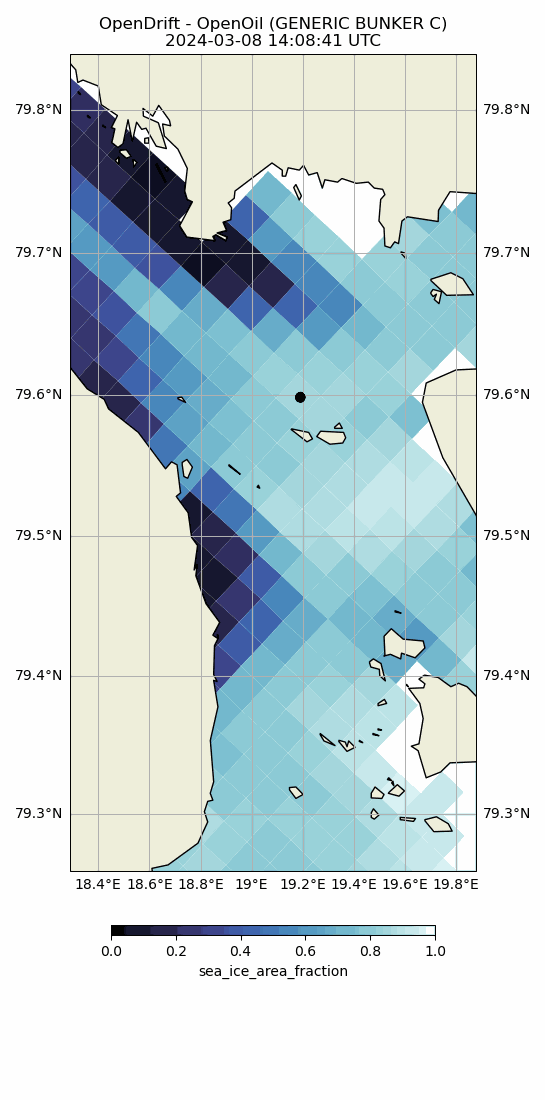 OpenDrift - OpenOil (GENERIC BUNKER C)
2024-03-08 14:08:41 UTC
79.8°N 79.8°N
79.7°N 79.7°N
79.6°N 79.6°N
79.5°N 79.5°N
79.4°N 79.4°N
79.3°N 79.3°N
18.4°E 18.6°E 18.8°E 19°E 19.2°E 19.4°E 19.6°E 19.8°E
0.0 0.2 0.4 0.6 0.8 1.0
sea_ice_area_fraction